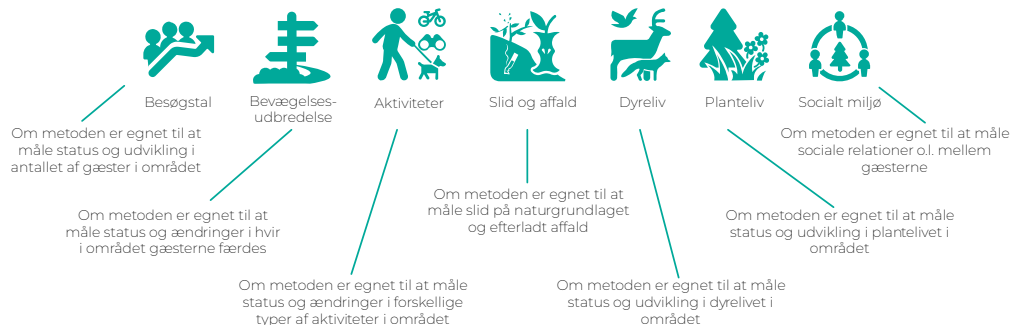 Besøgstal
Bevægelses-
udbredelse
Aktiviteter
Slid og affald
Dyreliv
Planteliv
Socialt miljø
Om metoden er egnet til at
måle status og udvikling i
antallet af gæster i området
Om metoden er egnet til at
måle status og ændringer i hvir
i området gæsterne færdes
Om metoden er egnet til at måle
status og ændringer i forskellige
typer af aktiviteter i området
Om metoden er egnet til at
måle slid på naturgrundlaget
og efterladt affald
Om metoden er egnet til at måle
status og udvikling i dyrelivet i
området
Om metoden er egnet til at måle
status og udvikling i plantelivet i
området
Om metoden er egnet til at måle
sociale relationer o.l. mellem
gæsterne